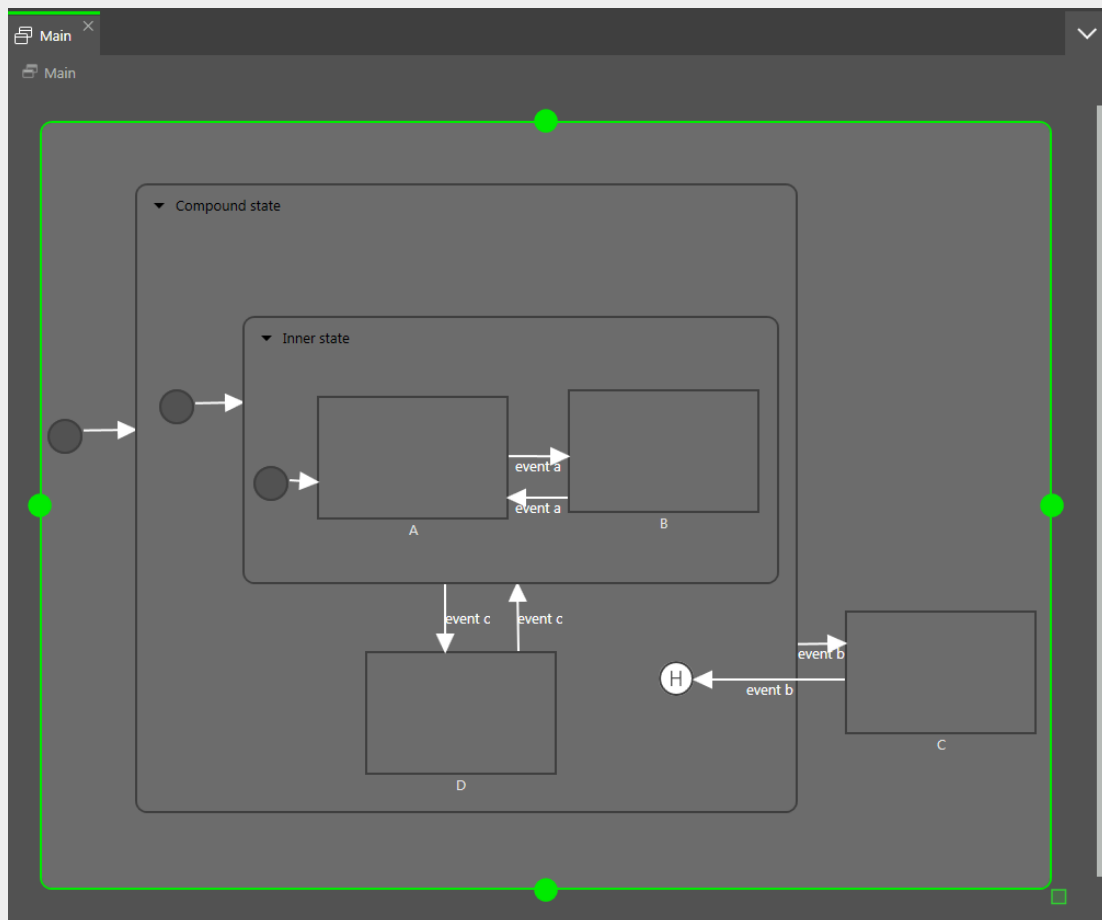 Main
Main
Compound state
Inner state
event a
event a
A
B
event c
event c
event b
H
event b
C
D